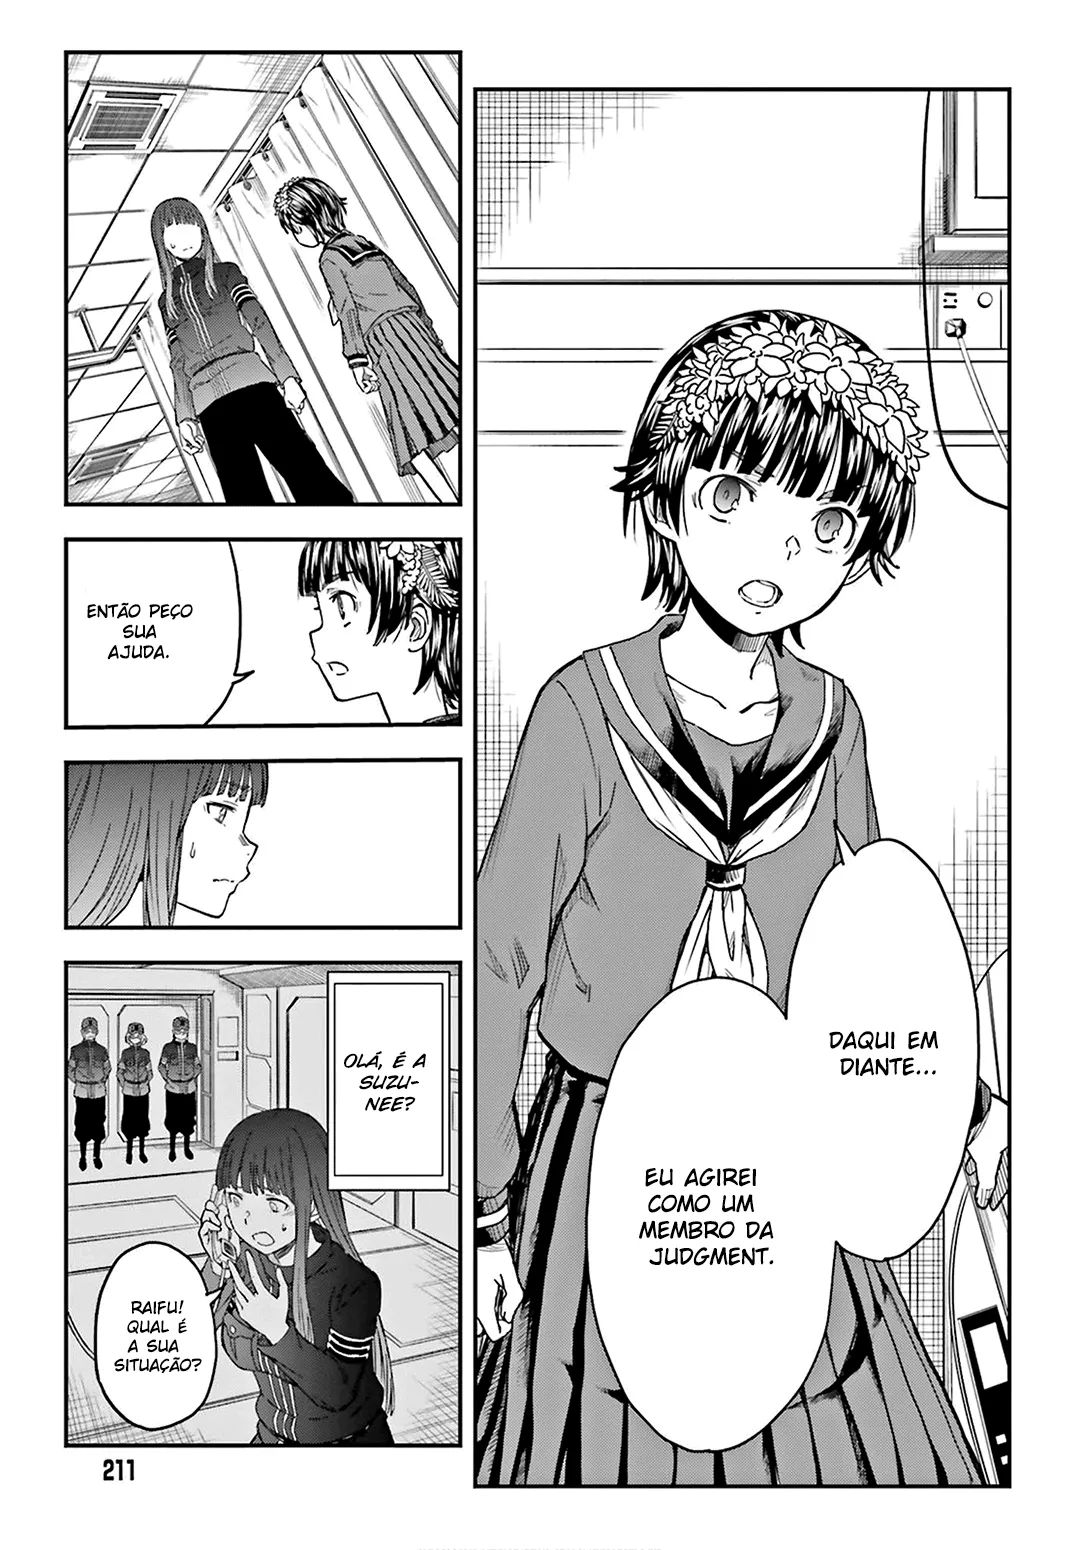 DAQUI EM
DIANTE...
EU AGIREI
COMO UM
MEMBRO DA
JUDGMENT.
ENTÃO PEÇO
SUA
AJUDA.
OLÁ, É A
SUZU-
NEE?
RAIFU!
QUAL É
A SUA
SITUAÇÃO?
211